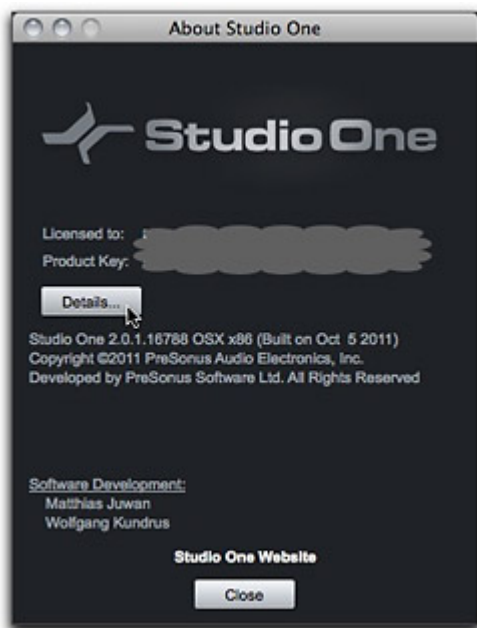 About Studio One
Studio One
Licensed to:
Product Key:
Details...
Studio One 2.0.1.16788 OSX x86 (Built on Oct 5 2011)
Copyright ©2011 PreSonus Audio Electronics, Inc.
Developed by PreSonus Software Ltd. All Rights Reserved
Software Development:
Matthias Juwan
Wolfgang Kundrus
Studio One Website
Close